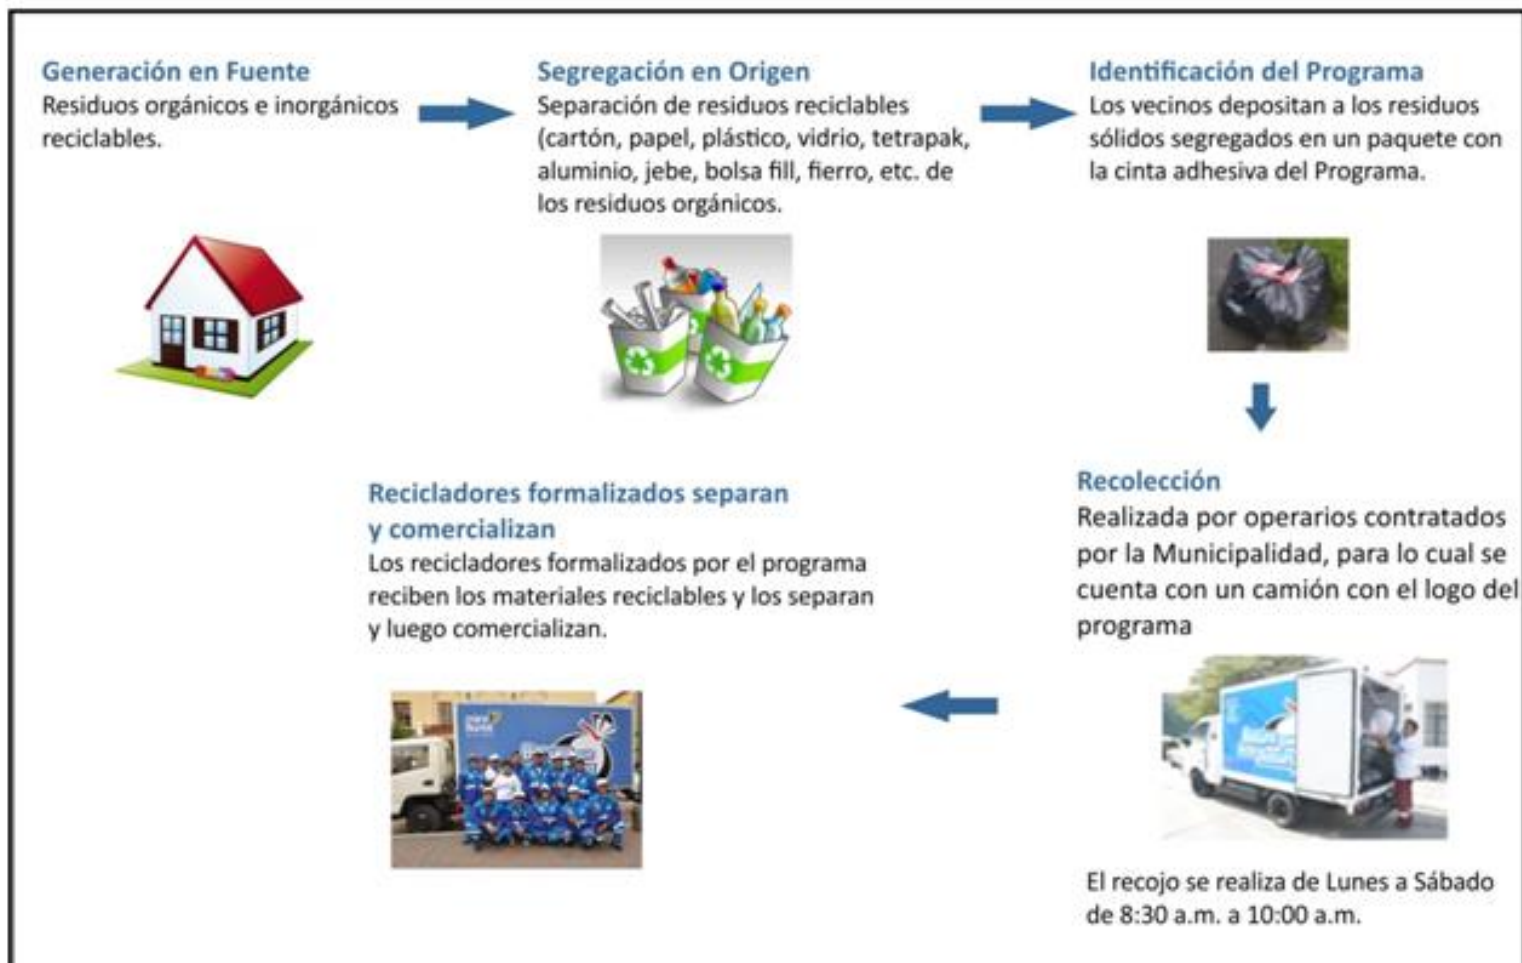 Generación en Fuente
Residuos orgánicos e inorgánicos
reciclables.
Segregación en Origen
Separación de residuos reciclables
(cartón, papel, plástico, vidrio, tetrapak,
aluminio, jebe, bolsa fill, fierro, etc. de
los residuos orgánicos.
Identificación del Programa
Los vecinos depositan a los residuos
sólidos segregados en un paquete con
la cinta adhesiva del Programa.
Recolección
Realizada por operarios contratados
por la Municipalidad, para lo cual se
cuenta con un camión con el logo del
programa
El recojo se realiza de Lunes a Sábado
de 8:30 a.m. a 10:00 a.m.
Recicladores formalizados separan
y comercializan
Los recicladores formalizados por el programa
reciben los materiales reciclables y los separan
y luego comercializan.